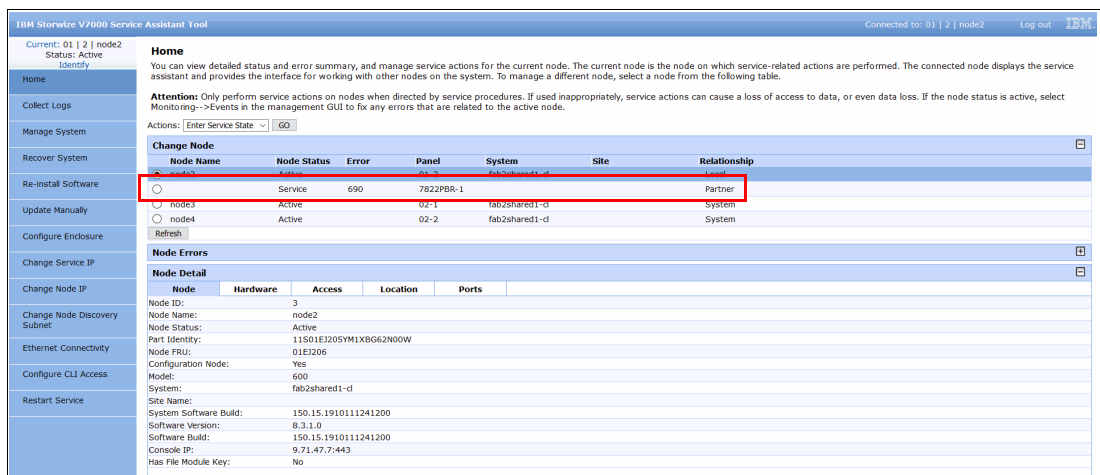 IBM Storwize V7000 Service Assistant Tool Connected to: 01 | 2 | node2 Log out IBM.
Current: 01 | 2 | node2
Status: Active
Identify
Home
Collect Logs
Manage System
Recover System
Re-install Software
Update Manually
Configure Enclosure
Change Service IP
Change Node IP
Change Node Discovery
Subnet
Ethernet Connectivity
Configure CLI Access
Restart Service
Home
You can view detailed status and error summary, and manage service actions for the current node. The current node is the node on which service-related actions are performed. The connected node displays the service
assistant and provides the interface for working with other nodes on the system. To manage a different node, select a node from the following table.
Attention: Only perform service actions on nodes when directed by service procedures. If used inappropriately, service actions can cause a loss of access to data, or even data loss. If the node status is active, select
Monitoring-->Events in the management GUI to fix any errors that are related to the active node.
Actions: Enter Service State GO
Change Node
Node Name Node Status Error Panel System Site Relationship
node2 Active 01-2 fab2shared1-cl Local
Service 690 7822PBR-1 Partner
node3 Active 02-1 fab2shared1-cl System
node4 Active 02-2 fab2shared1-cl System
Refresh
Node Errors
Node Detail
Node Hardware Access Location Ports
Node ID: 3
Node Name: node2
Node Status: Active
Part Identity: 11S01EJ205YM1XBG62N00W
Node FRU: 01EJ206
Configuration Node: Yes
Model: 600
System: fab2shared1-cl
Site Name:
System Software Build: 150.15.1910111241200
Software Version: 8.3.1.0
Software Build: 150.15.1910111241200
Console IP: 9.71.47.7:443
Has File Module Key: No